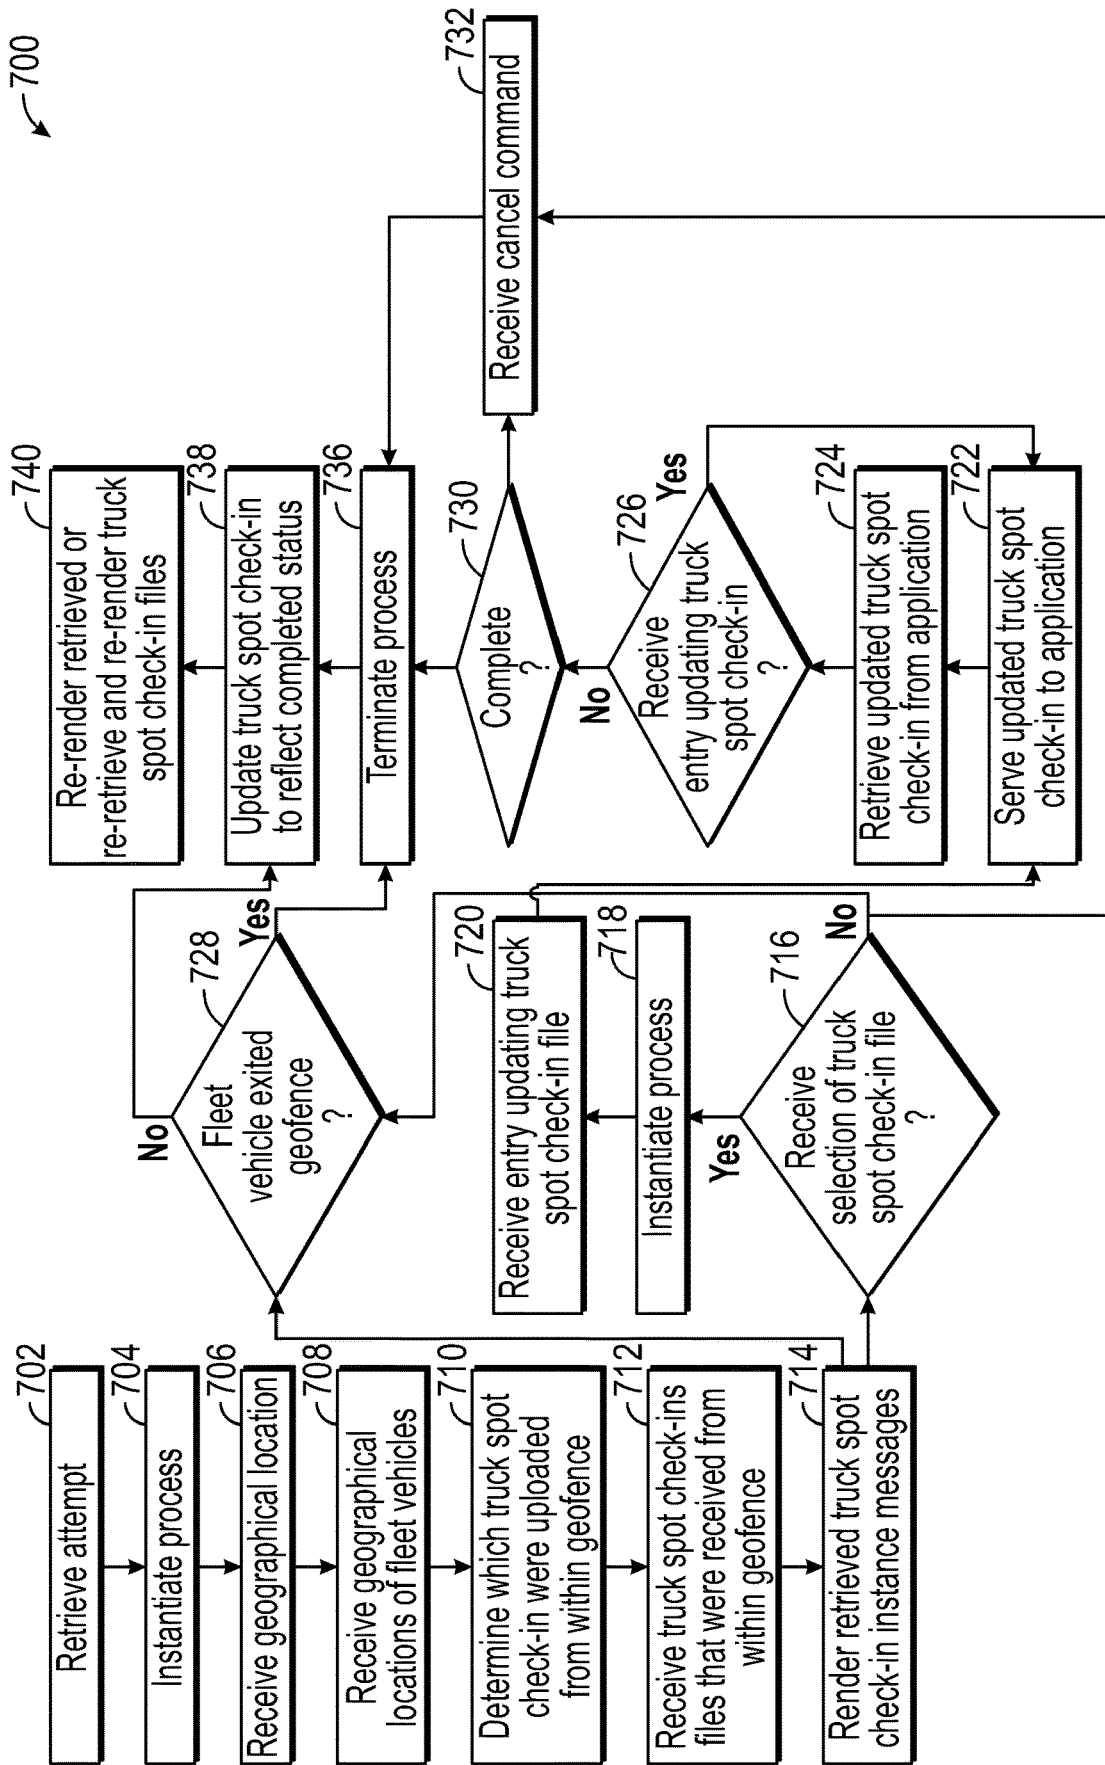 700
702
Retrieve attempt
704
Instantiate process
706
Receive geographical location
708
Receive geographical
locations of fleet vehicles
710
Determine which truck spot
check-in were uploaded
from within geofence
712
Receive truck spot check-ins
files that were received from
within geofence
714
Render retrieved truck spot
check-in instance messages
716
Receive
selection of truck
spot check-file
?
Yes
No
718
Instantiate process
720
Receive entry updating truck
spot check-in file
728
Fleet
vehicle exited
geofence
?
No
Yes
722
Serve updated truck spot
check-in to application
724
Retrieve updated truck spot
check-in from application
726
Receive
entry updating truck
spot check-in
?
Yes
No
730
Complete
?
732
Receive cancel command
736
Terminate process
738
Update truck spot check-in
to reflect completed status
740
Re-render retrieved or
re-retrieve and re-render truck
spot check-in files